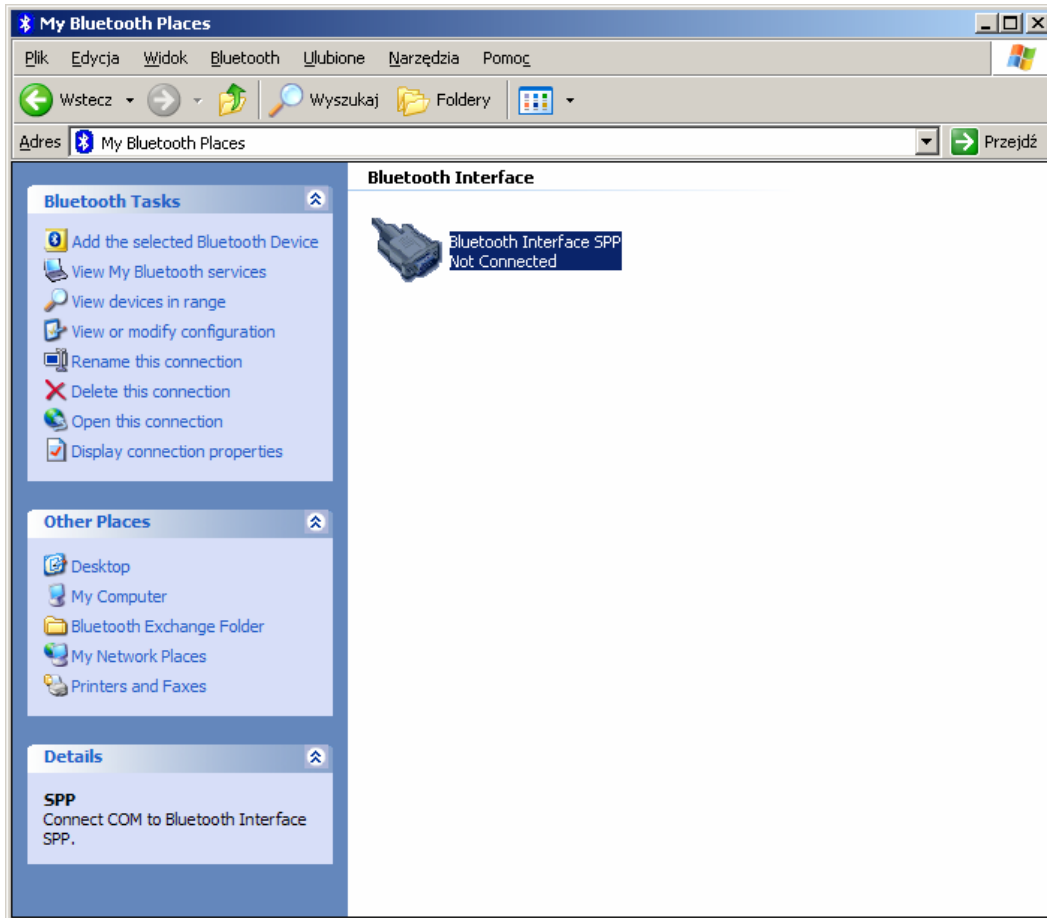 My Bluetooth Places
Plik Edycja Widok Bluetooth Ulubione Narzędzia Pomoc
Wstecz Wyszukaj Foldery
Adres My Bluetooth Places Przejdź
Bluetooth Interface
Bluetooth Interface SPP
Not Connected
Bluetooth Tasks
Add the selected Bluetooth Device
View My Bluetooth services
View devices in range
View or modify configuration
Rename this connection
Delete this connection
Open this connection
Display connection properties
Other Places
Desktop
My Computer
Bluetooth Exchange Folder
My Network Places
Printers and Faxes
Details
SPP
Connect COM to Bluetooth Interface
SPP.